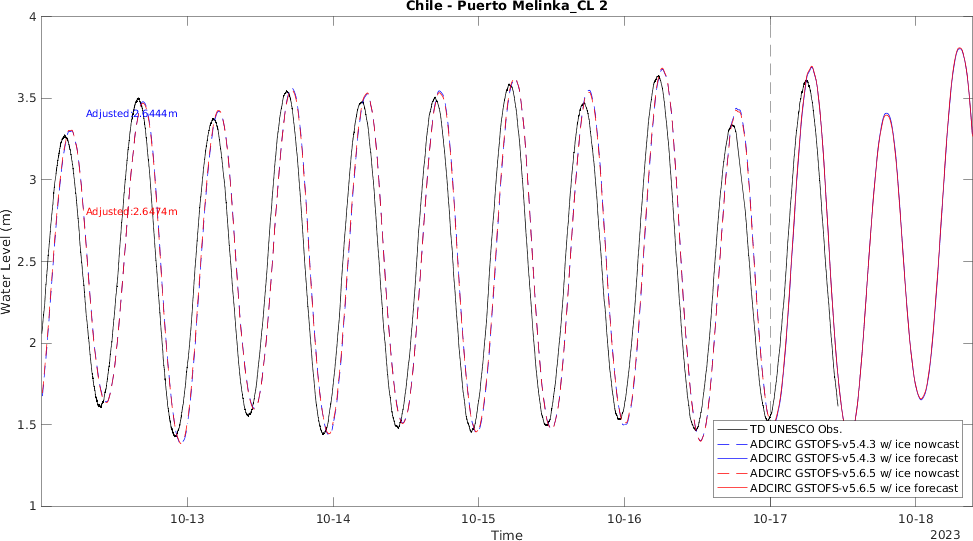 Chile - Puerto Melinka_CL 2
4
3.5
3
2.5
2
1.5
1
Water Level (m)
Adjusted:2.6444m
Adjusted:2.6474m
TD UNESCO Obs.
ADCIRC GSTOFS-v5.4.3 w/ ice nowcast
ADCIRC GSTOFS-v5.4.3 w/ ice forecast
ADCIRC GSTOFS-v5.6.5 w/ ice nowcast
ADCIRC GSTOFS-v5.6.5 w/ ice forecast
10-13 10-14 10-15 10-16 10-17 10-18
Time
2023